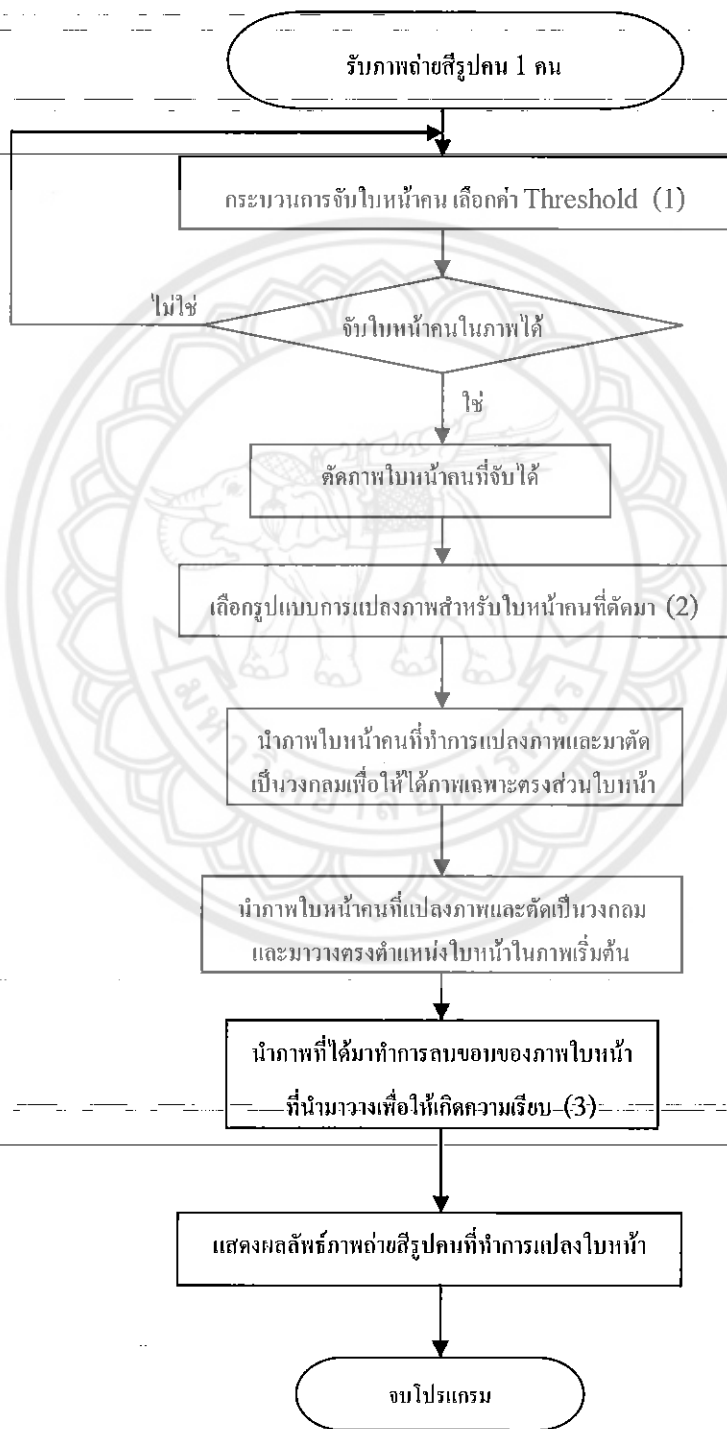 รับภาพถ่ายสีรูปคน 1 คน
กระบวนการจับใบหน้าคน เลือกค่า Threshold (1)
ไม่ใช่
จับใบหน้าคนในภาพได้
ใช่
ตัดภาพใบหน้าคนที่จับได้
เลือกรูปแบบการแปลงภาพสำหรับใบหน้าคนที่ตัดมา (2)
นำภาพใบหน้าคนที่ทำการแปลงภาพและมาตัด
เป็นวงกลมเพื่อให้ได้ภาพเฉพาะตรงส่วนใบหน้า
นำภาพใบหน้าคนที่แปลงภาพและตัดเป็นวงกลม
และมาวางตรงตำแหน่งใบหน้าในภาพเริ่มต้น
นำภาพที่ได้มาทำการลบขอบของภาพใบหน้า
ที่นำมาวางเพื่อให้เกิดความเรียบ (3)
แสดงผลลัพธ์ภาพถ่ายสีรูปคนที่ทำการแปลงใบหน้า
จบโปรแกรม
มหาวิทยาลัยนเรศวร